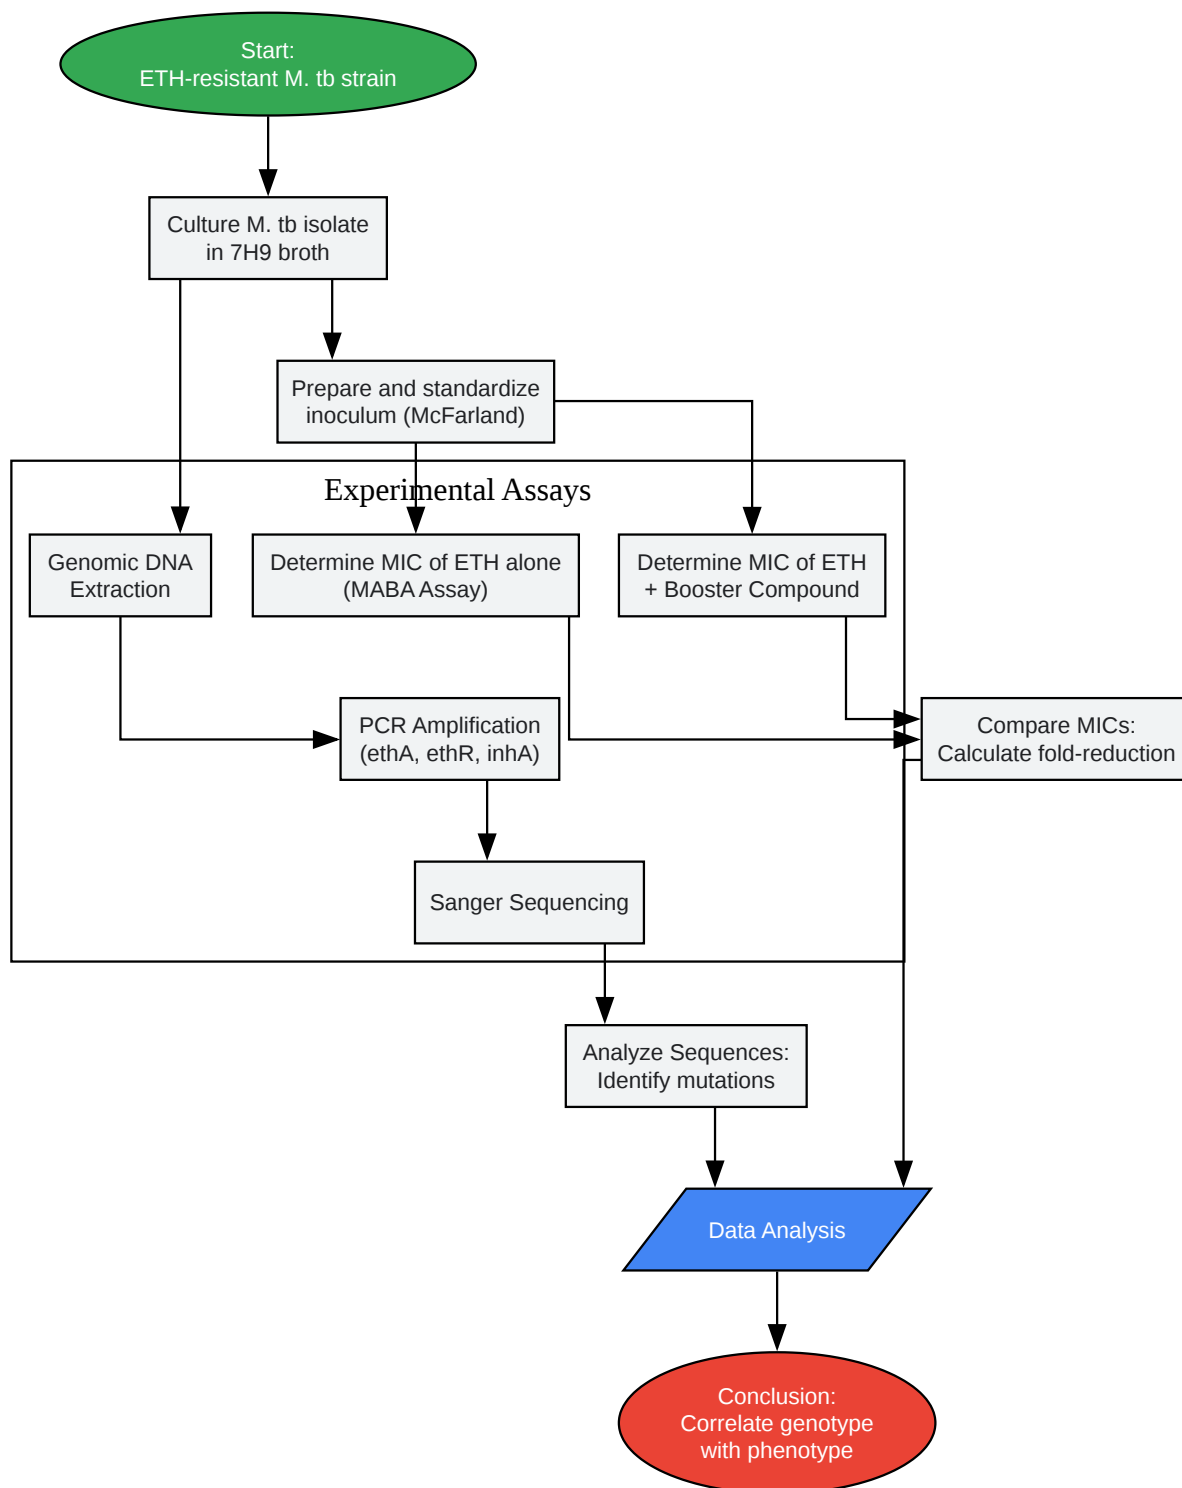 Start:
ETH-resistant M. tb strain
Culture M. tb isolate
in 7H9 broth
Prepare and standardize
inoculum (McFarland)
Experimental Assays
Genomic DNA
Extraction
Determine MIC of ETH alone
(MABA Assay)
Determine MIC of ETH
+ Booster Compound
PCR Amplification
(ethA, ethR, inhA)
Compare MICs:
Calculate fold-reduction
Sanger Sequencing
Analyze Sequences:
Identify mutations
Data Analysis
Conclusion:
Correlate genotype
with phenotype